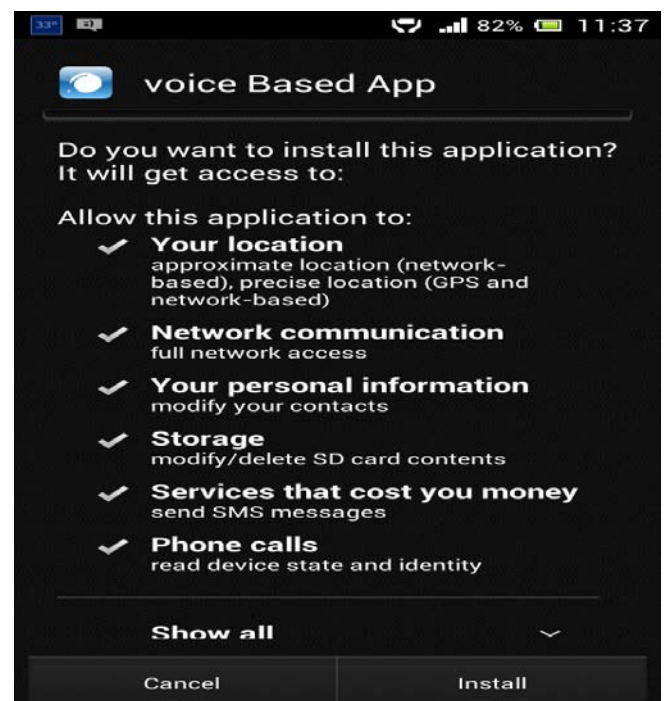 33° 82% 11:37
voice Based App
Do you want to install this application?
It will get access to:
Allow this application to:
Your location
approximate location (network-
based), precise location (GPS and
network-based)
Network communication
full network access
Your personal information
modify your contacts
Storage
modify/delete SD card contents
Services that cost you money
send SMS messages
Phone calls
read device state and identity
Show all
Cancel Install